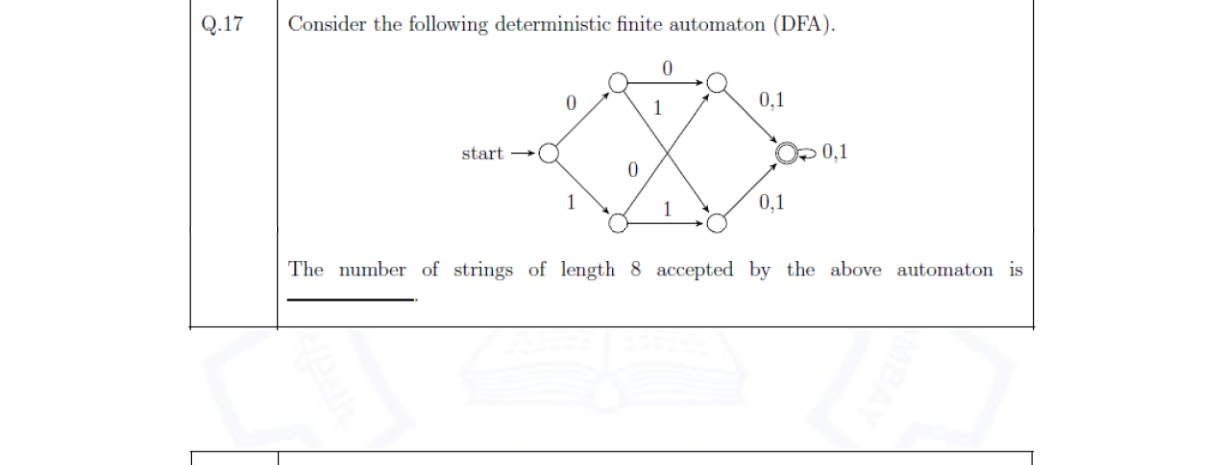 Q.17
Consider the following deterministic finite automaton (DFA).
0
0
1
0,1
start
0,1
0
1
1
0,1
The number of strings of length 8 accepted by the above automaton is
.